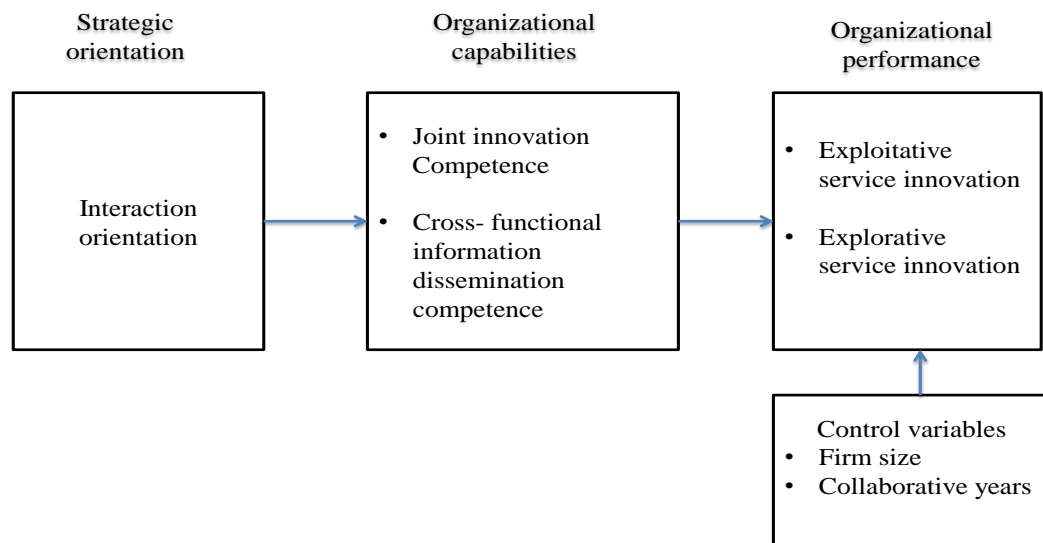 Strategic
orientation
Organizational
capabilities
Organizational
performance
Interaction
orientation
• Joint innovation
Competence
• Cross- functional
information
dissemination
competence
• Exploitative
service innovation
• Explorative
service innovation
Control variables
• Firm size
• Collaborative years